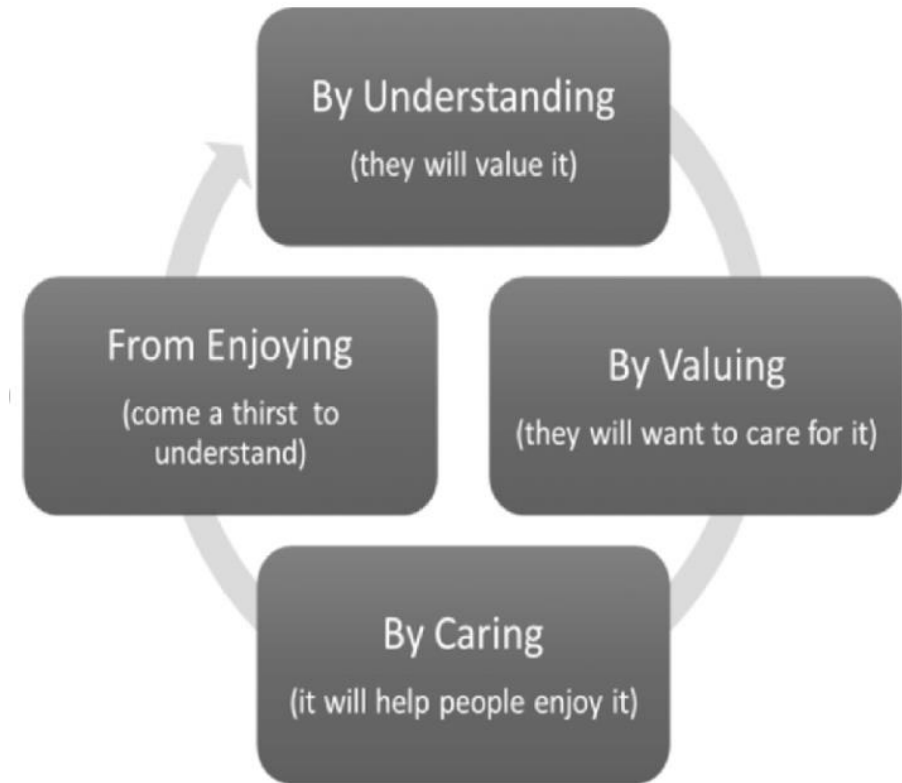 By Understanding
(they will value it)
By Valuing
(they will want to care for it)
By Caring
(it will help people enjoy it)
From Enjoying
(come a thirst to
understand)